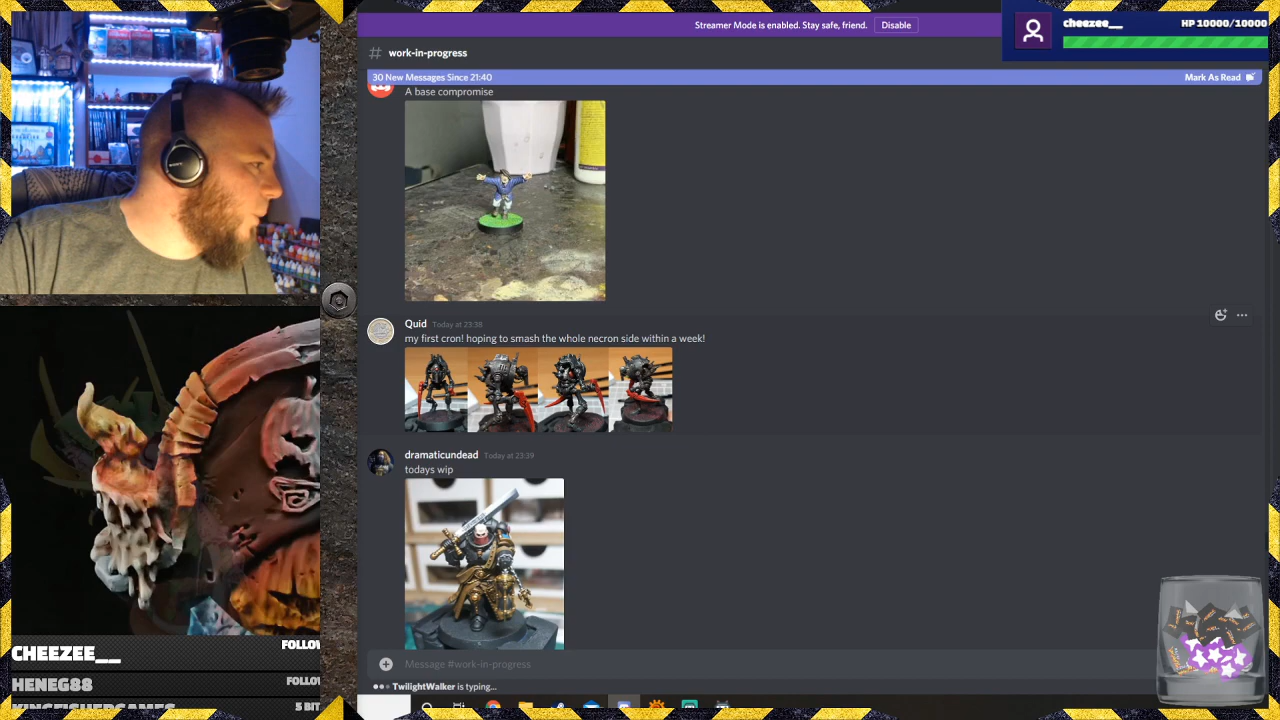 Streamer Mode is enabled. Stay safe, friend.
Disable
cheezee__
HP 10000/10000
# work-in-progress
30 New Messages Since 21:40
Mark As Read
A base compromise
Quid Today at 23:38
my first cron! hoping to smash the whole necron side within a week!
dramaticundead Today at 23:39
todays wip
Message #work-in-progress
TwilightWalker is typing...
SONY
CHEEZEE__
FOLLOW
HENEG88
FOLLOW
KINGFISHERGAMES
5 BIT